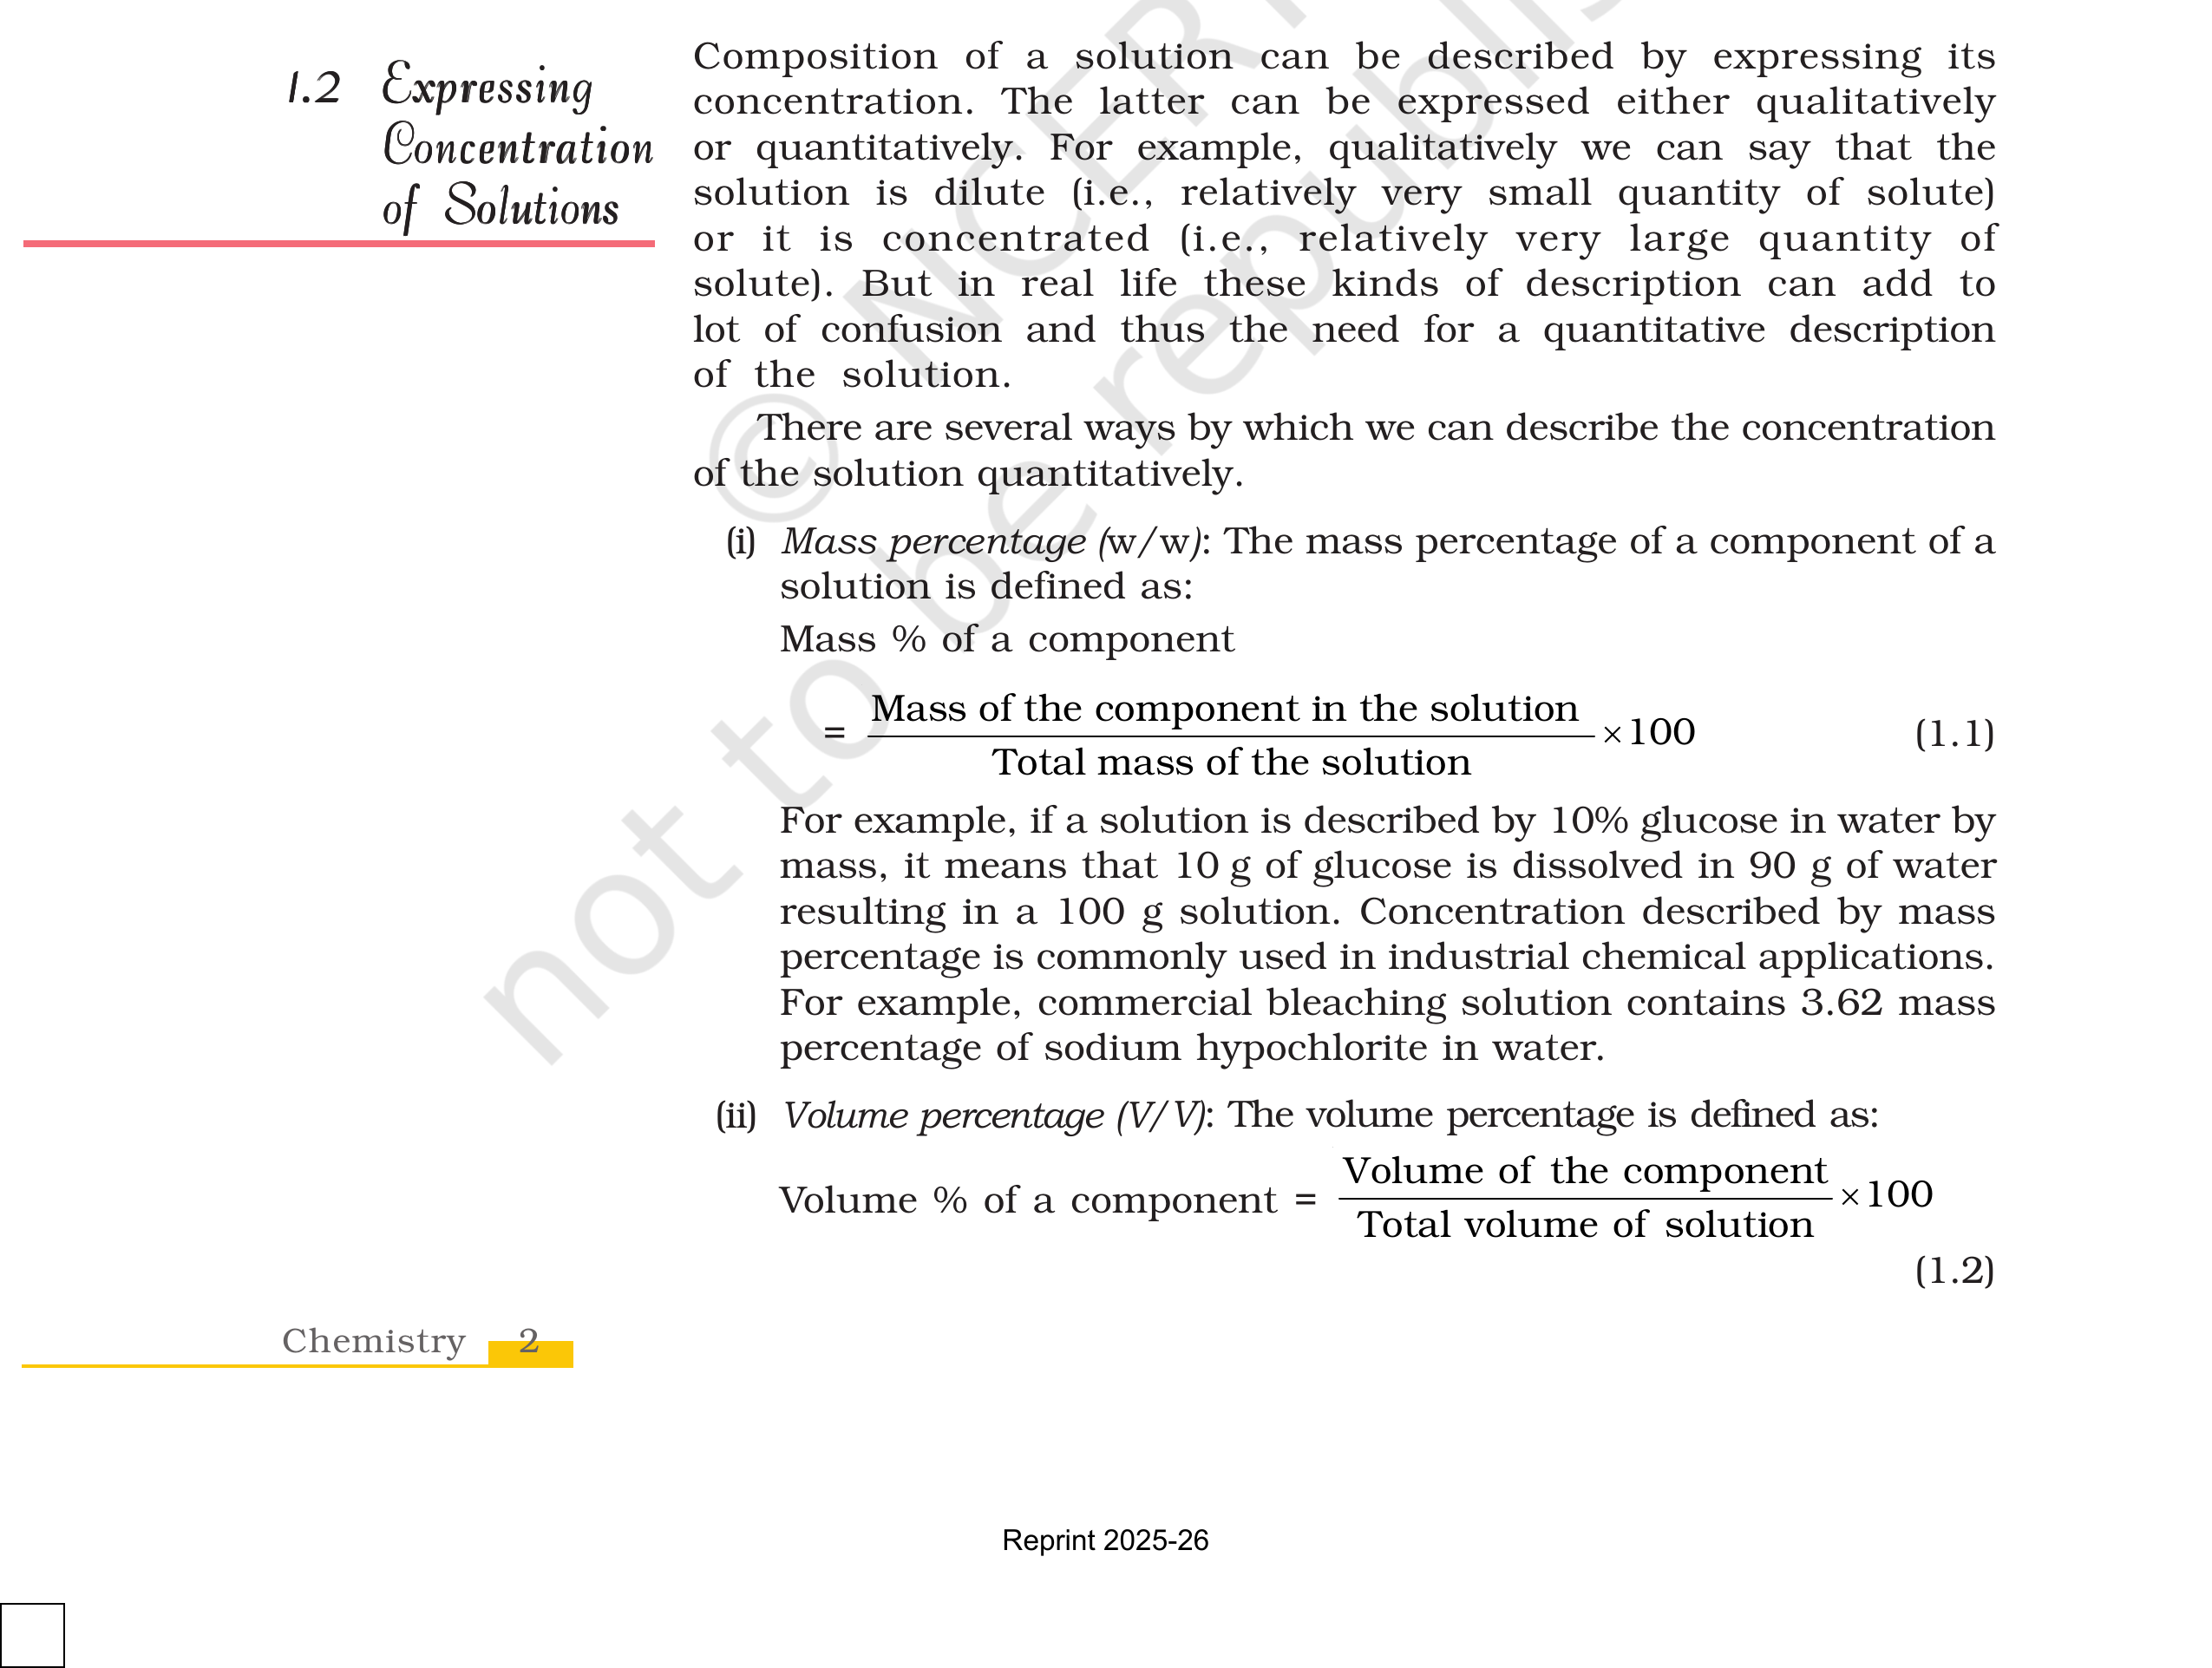 1.2 Expressing
Concentration
of Solutions
Composition of a solution can be described by expressing its
concentration. The latter can be expressed either qualitatively
or quantitatively. For example, qualitatively we can say that the
solution is dilute (i.e., relatively very small quantity of solute)
or it is concentrated (i.e., relatively very large quantity of
solute). But in real life these kinds of description can add to
lot of confusion and thus the need for a quantitative description
of the solution.
There are several ways by which we can describe the concentration
of the solution quantitatively.
(i) Mass percentage (w/w): The mass percentage of a component of a
solution is defined as:
Mass % of a component
= Mass of the component in the solution / Total mass of the solution ×100 (1.1)
For example, if a solution is described by 10% glucose in water by
mass, it means that 10 g of glucose is dissolved in 90 g of water
resulting in a 100 g solution. Concentration described by mass
percentage is commonly used in industrial chemical applications.
For example, commercial bleaching solution contains 3.62 mass
percentage of sodium hypochlorite in water.
(ii) Volume percentage (V/V): The volume percentage is defined as:
Volume % of a component = Volume of the component / Total volume of solution ×100
(1.2)
Chemistry 2
Reprint 2025-26
© NCER
not to be republis